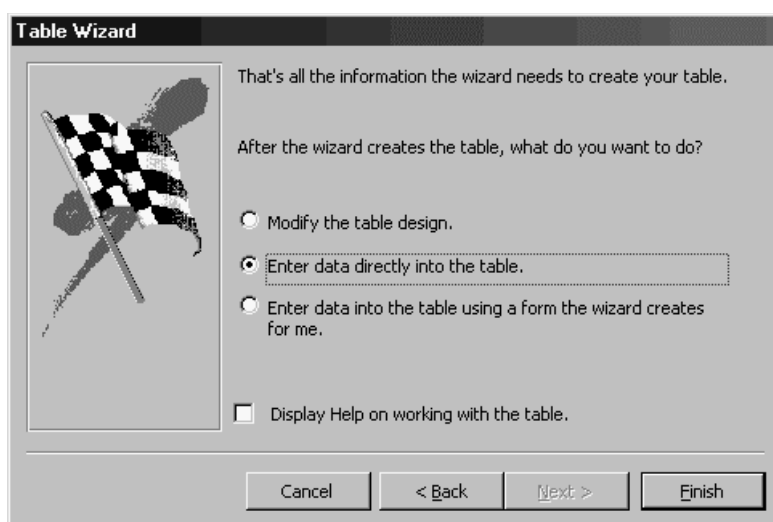 Table Wizard
That's all the information the wizard needs to create your table.
After the wizard creates the table, what do you want to do?
Modify the table design.
Enter data directly into the table.
Enter data into the table using a form the wizard creates
for me.
Display Help on working with the table.
Cancel
< Back
Next >
Finish